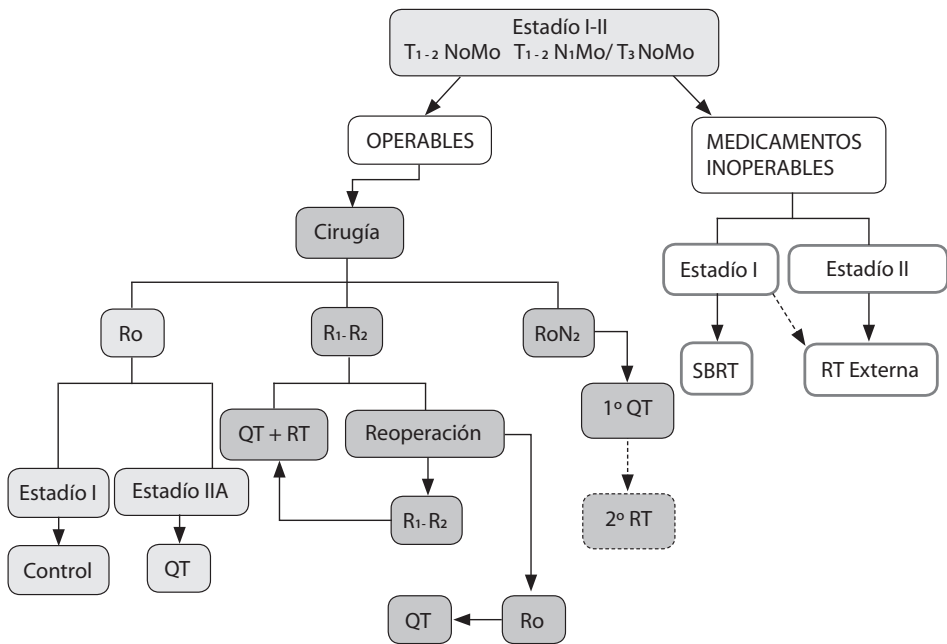 Estadío I-II
T₁₋₂ NoMo T₁₋₂ N₁Mo/ T₃ NoMo
OPERABLES
MEDICAMENTOS
INOPERABLES
Cirugía
Estadío I
Estadío II
Ro
R₁-R₂
RoN₂
SBRT
RT Externa
1º QT
QT + RT
Reoperación
Estadío I
Estadío IIA
R₁-R₂
2º RT
Control
QT
QT
Ro